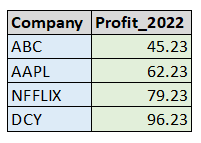 Company Profit_2022
ABC 45.23
AAPL 62.23
NFFLIX 79.23
DCY 96.23